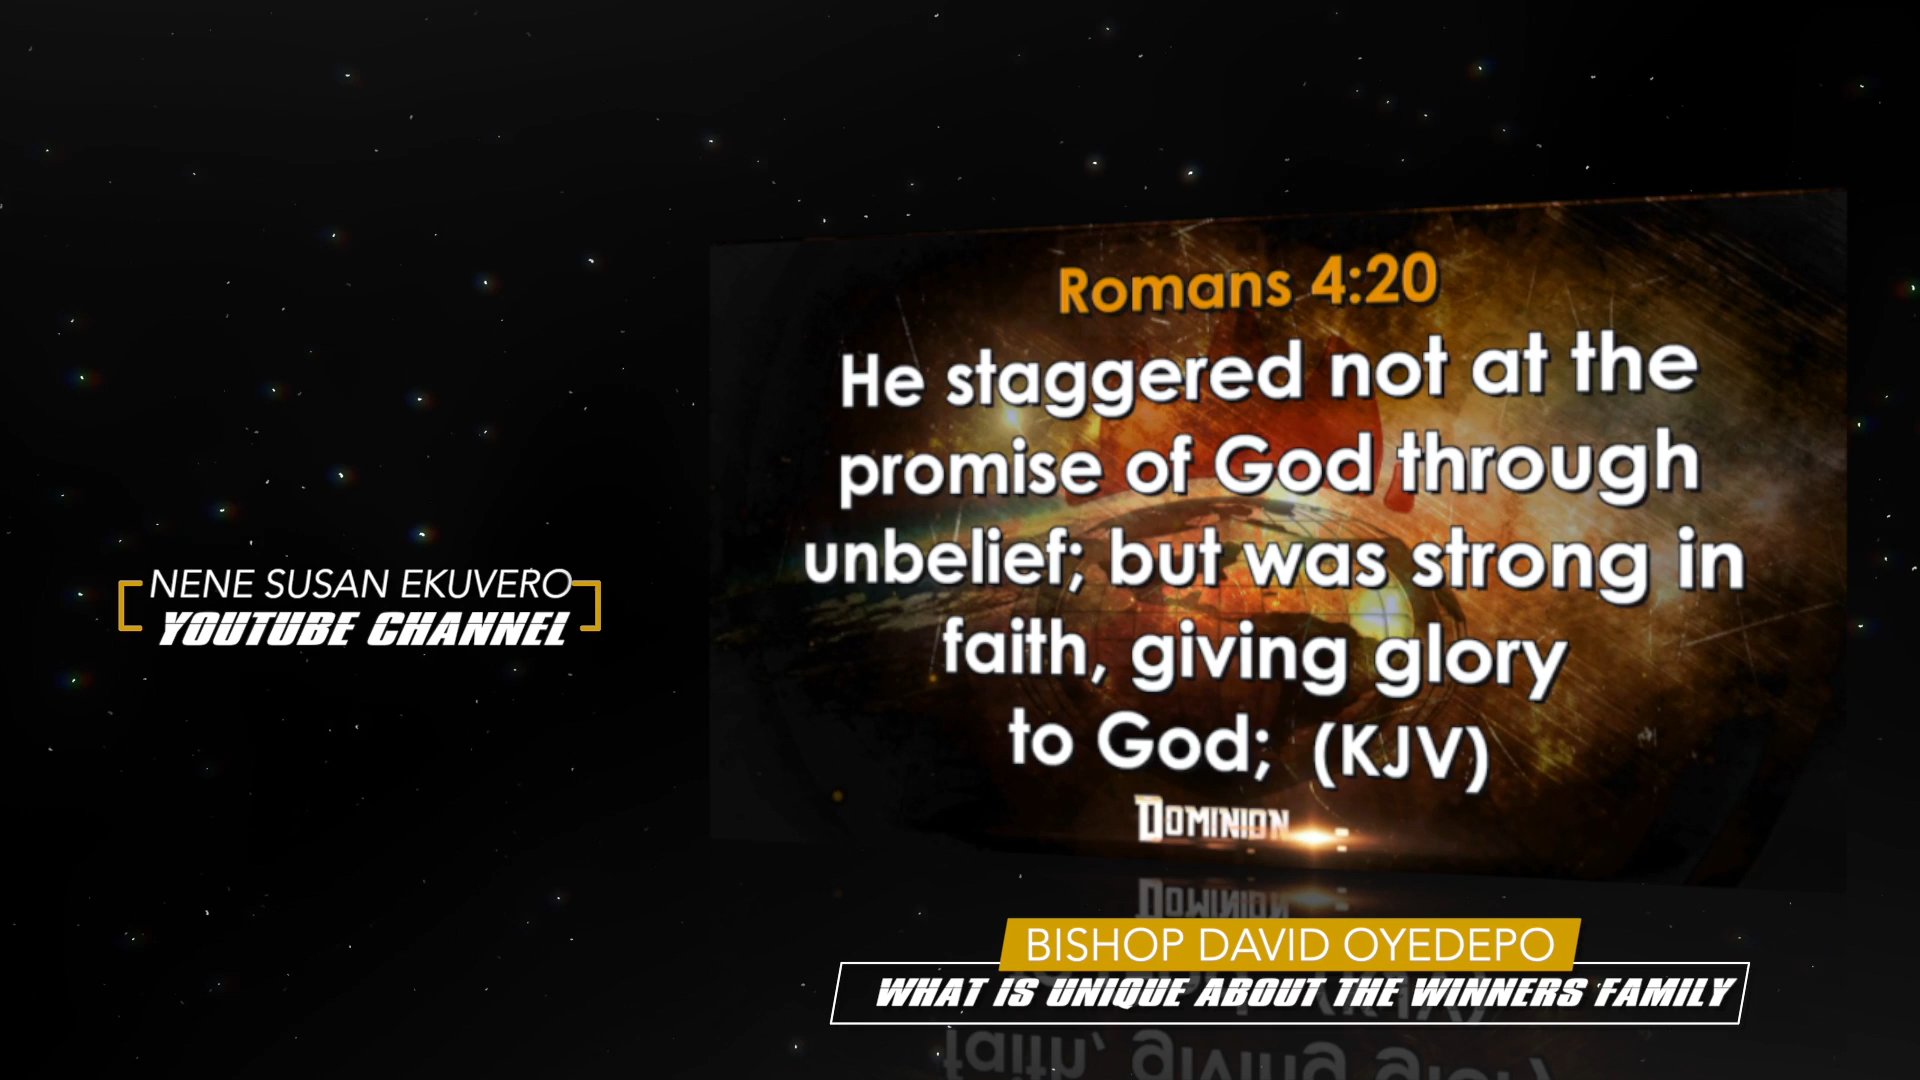 NENE SUSAN EKUVERO
YOUTUBE CHANNEL
Romans 4:20
He staggered not at the
promise of God through
unbelief; but was strong in
faith, giving glory
to God; (KJV)
DOMINION
BISHOP DAVID OYEDEPO
WHAT IS UNIQUE ABOUT THE WINNERS FAMILY